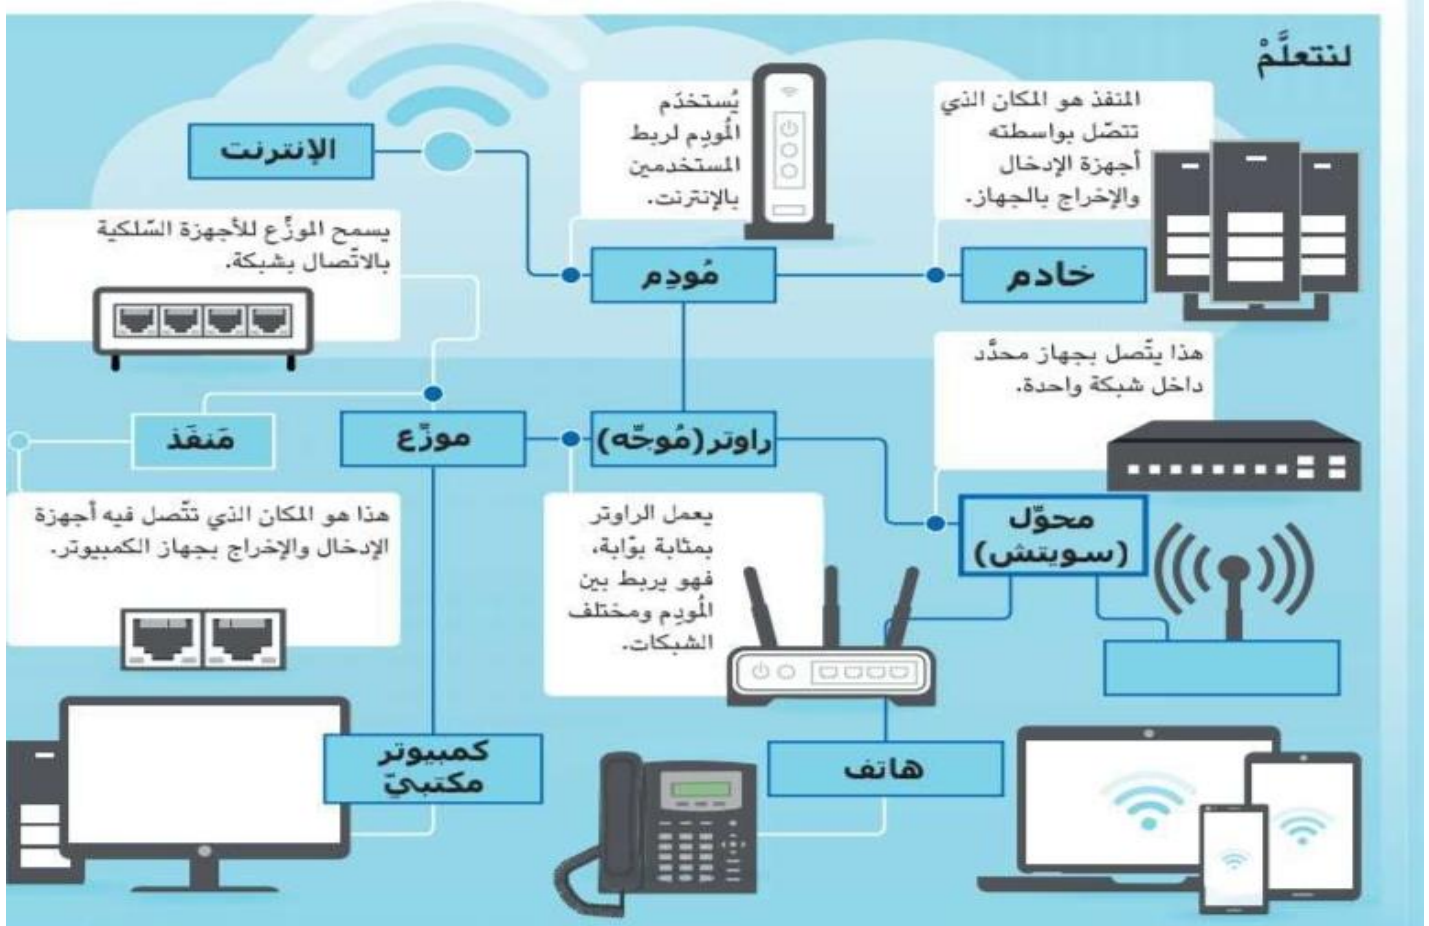 لنتعلَّمْ
المنفذ هو المكان الذي
تتصّل بواسطته
أجهزة الإدخال
والإخراج بالجهاز.
يُستخدَم
المُودِم لربط
المستخدمين
بالإنترنت.
الإنترنت
يسمح الموزِّع للأجهزة السّلكية
بالاتّصال بشبكة.
خادم
مُودِم
هذا يتّصل بجهاز محدَّد
داخل شبكة واحدة.
راوتر(مُوجّه)
موزّع
مَنفَذ
محوّل
(سويتش)
يعمل الراوتر
بمثابة بوّابة،
فهو يربط بين
المُودِم ومختلف
الشبكات.
هذا هو المكان الذي تتّصل فيه أجهزة
الإدخال والإخراج بجهاز الكمبيوتر.
هاتف
كمبيوتر
مكتبيّ